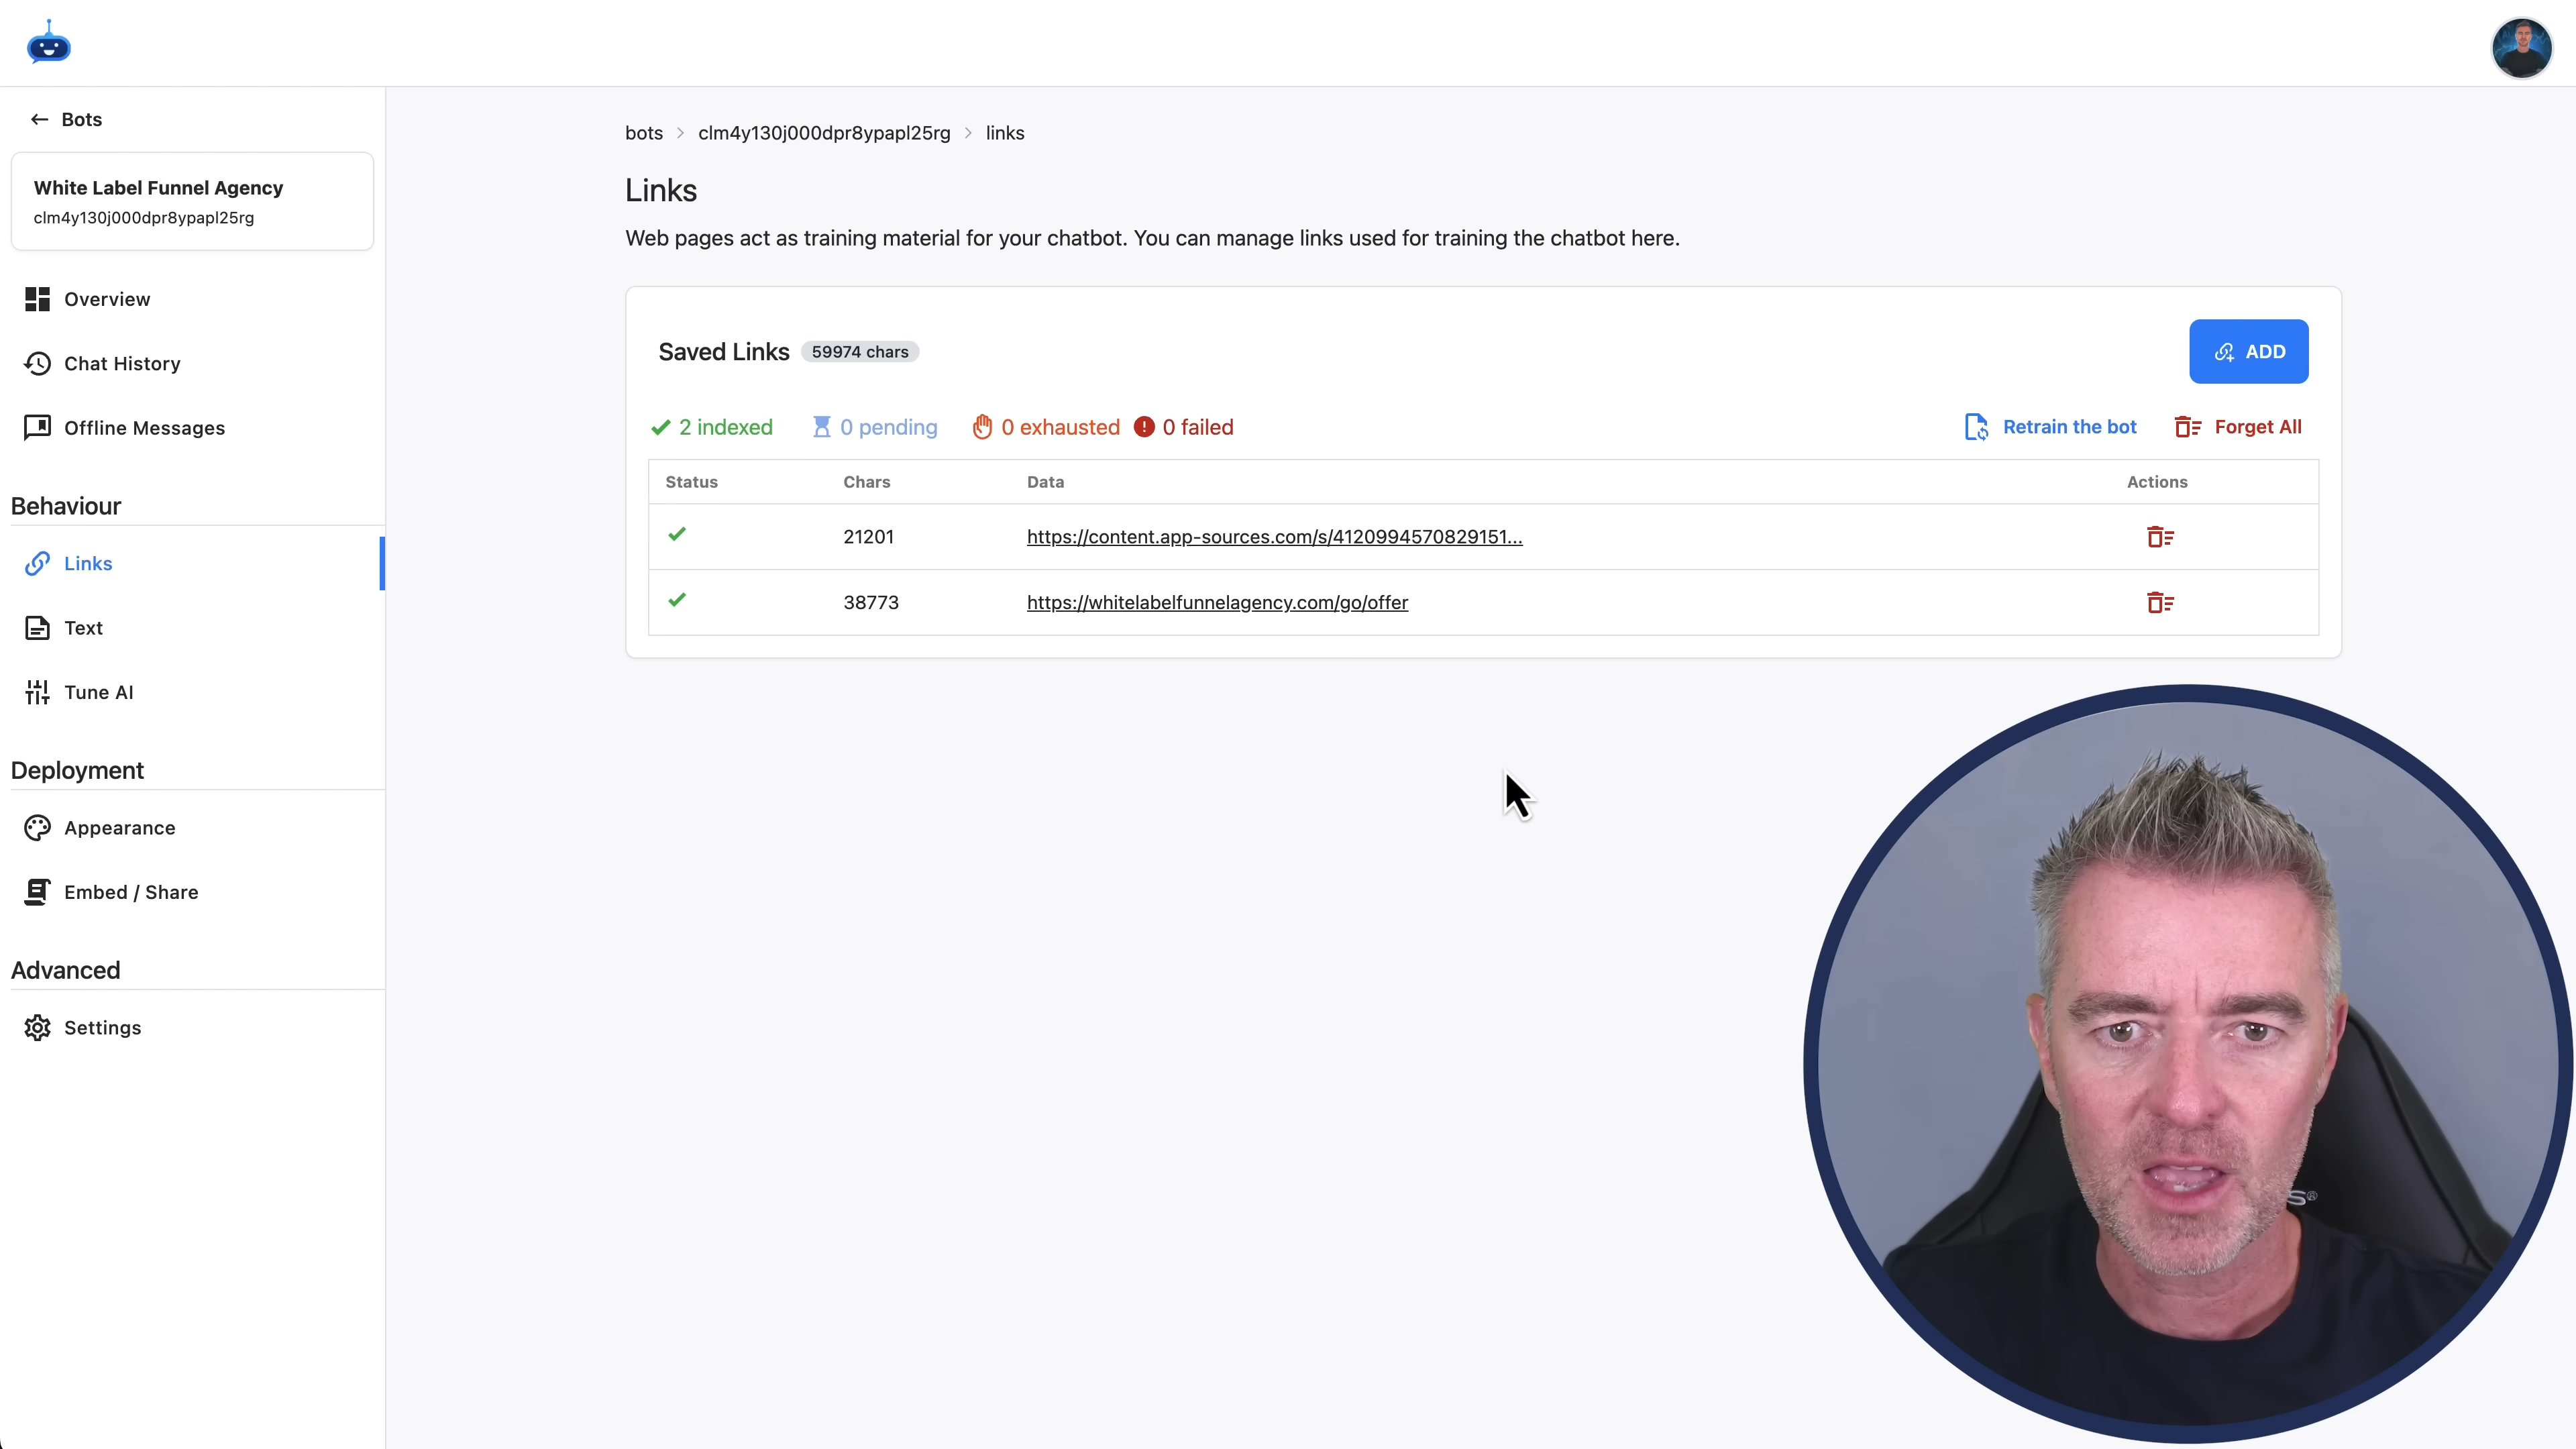 Bots
White Label Funnel Agency
clm4y130j000dpr8ypapl25rg
Overview
Chat History
Offline Messages
Behaviour
Links
Text
Tune AI
Deployment
Appearance
Embed / Share
Advanced
Settings
bots > clm4y130j000dpr8ypapl25rg > links
Links
Web pages act as training material for your chatbot. You can manage links used for training the chatbot here.
Saved Links 59974 chars
ADD
2 indexed 0 pending 0 exhausted 0 failed Retrain the bot Forget All
Status Chars Data Actions
21201 https://content.app-sources.com/s/4120994570829151...
38773 https://whitelabelfunnelagency.com/go/offer